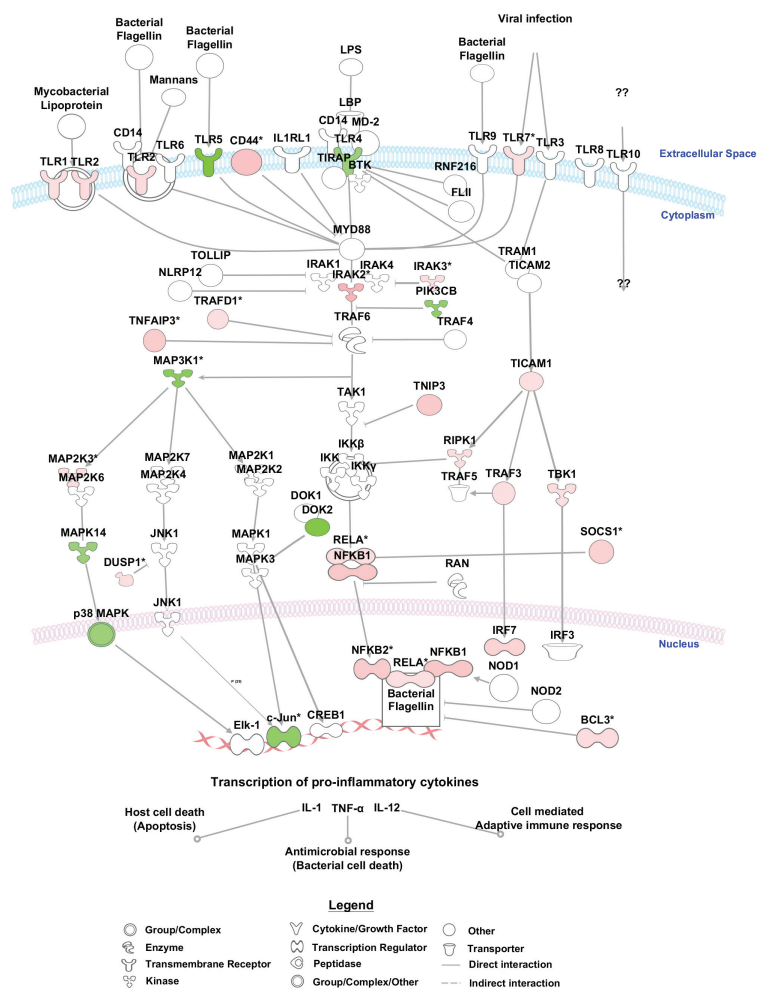 Viral infection
Bacterial
Flagellin
Bacterial
Flagellin
LPS
Bacterial
Flagellin
Mannans
Mycobacterial
Lipoprotein
??
LBP
CD14
MD-2
CD14
TLR6
TLR5
CD44*
IL1RL1
TLR4
TLR9
TLR7*
TLR3
TLR1
TLR2
TLR2
TIRAP
BTK
RNF216
FLII
TLR8
TLR10
Extracellular Space
Cytoplasm
MYD88
TRAM1
TICAM2
TOLLIP
NLRP12
IRAK1
IRAK4
IRAK2*
IRAK3*
PIK3CB
??
TRAFD1*
TNFAIP3*
TRAF6
TRAF4
MAP3K1*
TICAM1
TAK1
TNIP3
IKKβ
IKK
IKKγ
RIPK1
TRAF5
TRAF3
TBK1
MAP2K3*
MAP2K6
MAP2K7
MAP2K4
MAP2K1
MAP2K2
DOK1
DOK2
MAPK14
JNK1
MAPK1
MAPK3
RELA*
NFKB1
SOCS1*
DUSP1*
RAN
JNK1
p38 MAPK
Nucleus
IRF7
IRF3
NFKB2*
RELA*
NFKB1
NOD1
NOD2
Bacterial
Flagellin
BCL3*
Elk-1
c-Jun*
CREB1
Transcription of pro-inflammatory cytokines
IL-1 TNF-α IL-12
Host cell death
(Apoptosis)
Cell mediated
Adaptive immune response
Antimicrobial response
(Bacterial cell death)
Legend
Group/Complex
Cytokine/Growth Factor
Other
Enzyme
Transcription Regulator
Transporter
Transmembrane Receptor
Peptidase
Direct interaction
Kinase
Group/Complex/Other
Indirect interaction